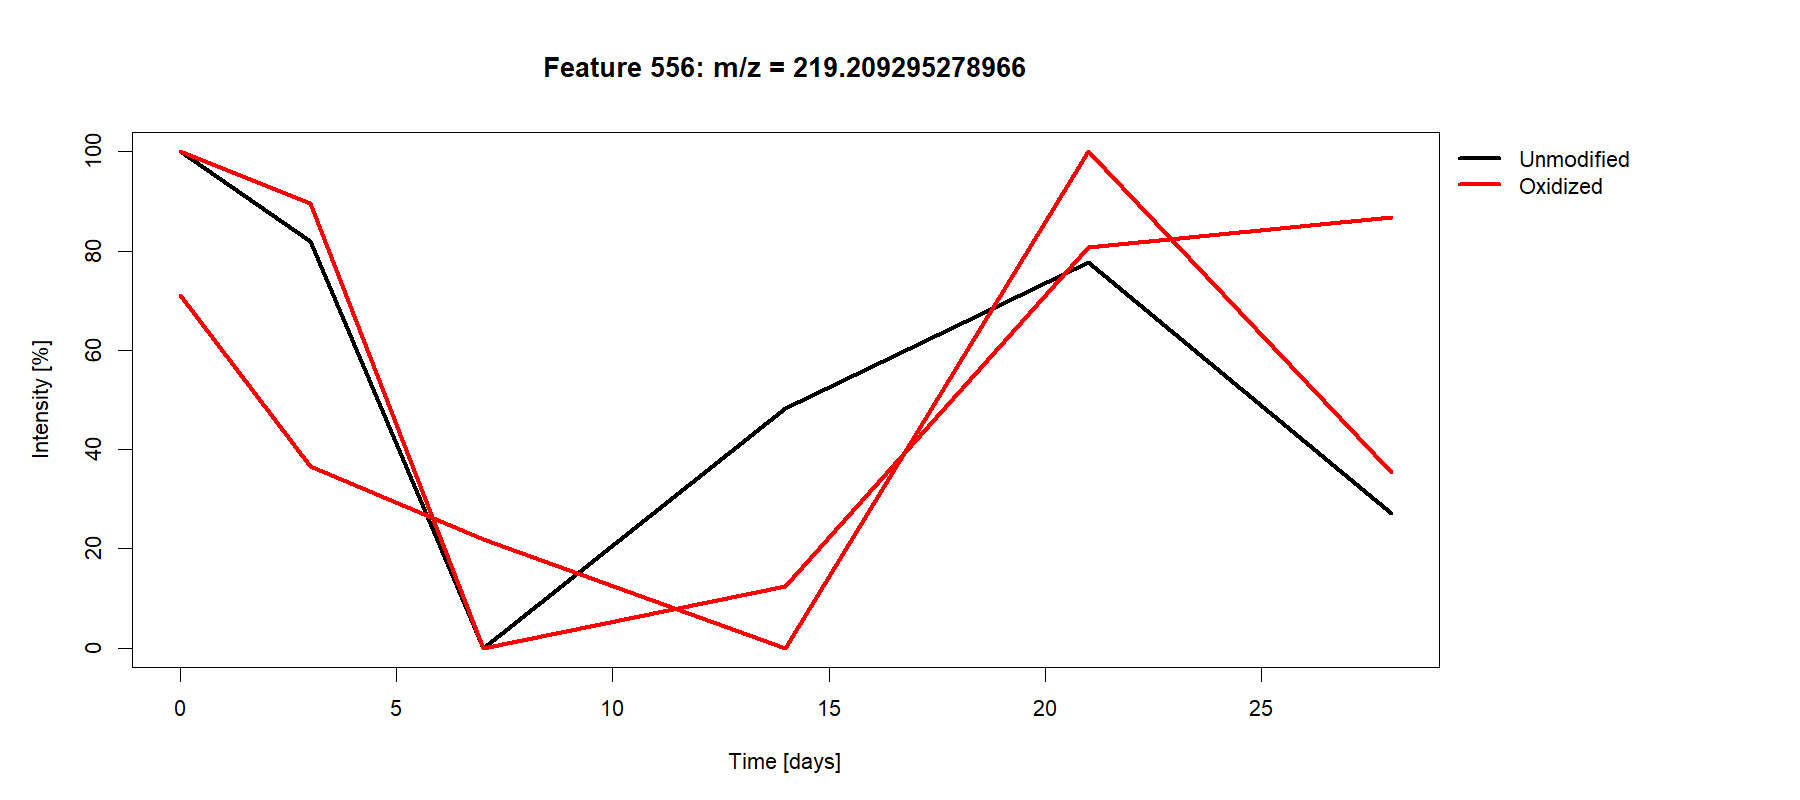 Feature 556: m/z = 219.209295278966
Unmodified
Oxidized
Intensity [%]
100
80
60
40
20
0
0 5 10 15 20 25
Time [days]